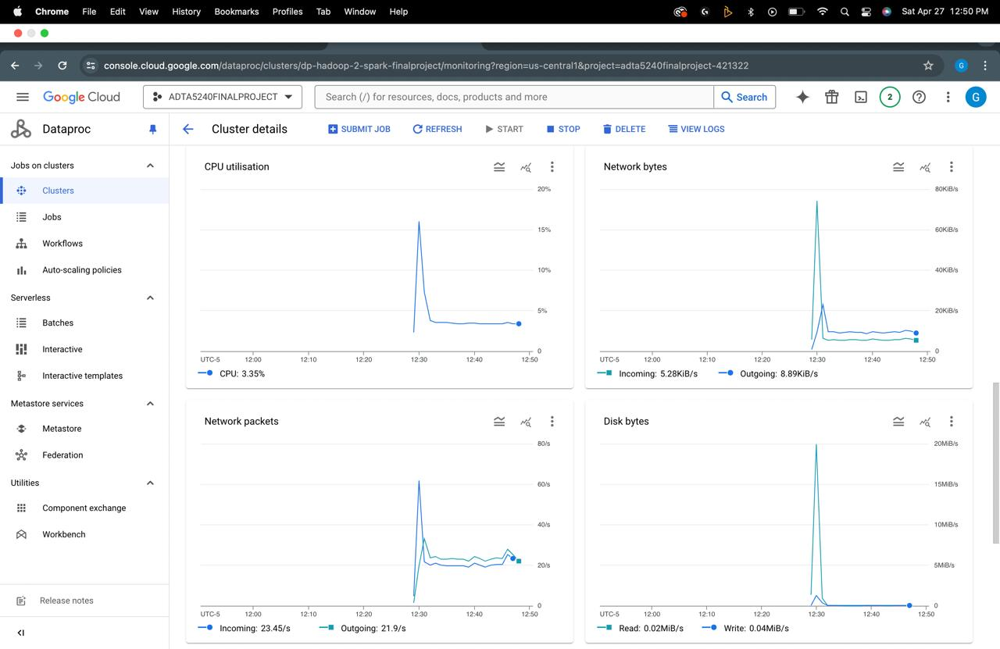 Chrome File Edit View History Bookmarks Profiles Tab Window Help Sat Apr 27 12:50 PM
console.cloud.google.com/dataproc/clusters/dp-hadoop-2-spark-finalproject/monitoring?region=us-central1&project=adta5240finalproject-421322 G
Google Cloud ADTA5240FINALPROJECT Search (/) for resources, docs, products and more Search 2 G
Dataproc
Cluster details SUBMIT JOB REFRESH START STOP DELETE VIEW LOGS
Jobs on clusters
Clusters
Jobs
Workflows
Auto-scaling policies
Serverless
Batches
Interactive
Interactive templates
Metastore services
Metastore
Federation
Utilities
Component exchange
Workbench
Release notes
CPU utilisation
20%
15%
10%
5%
0
UTC-5 12:00 12:10 12:20 12:30 12:40 12:50
CPU: 3.35%
Network bytes
80KiB/s
60KiB/s
40KiB/s
20KiB/s
0
UTC-5 12:00 12:10 12:20 12:30 12:40 12:50
Incoming: 5.28KiB/s Outgoing: 8.89KiB/s
Network packets
80/s
60/s
40/s
20/s
0
UTC-5 12:00 12:10 12:20 12:30 12:40 12:50
Incoming: 23.45/s Outgoing: 21.9/s
Disk bytes
20MiB/s
15MiB/s
10MiB/s
5MiB/s
0
UTC-5 12:00 12:10 12:20 12:30 12:40 12:50
Read: 0.02MiB/s Write: 0.04MiB/s